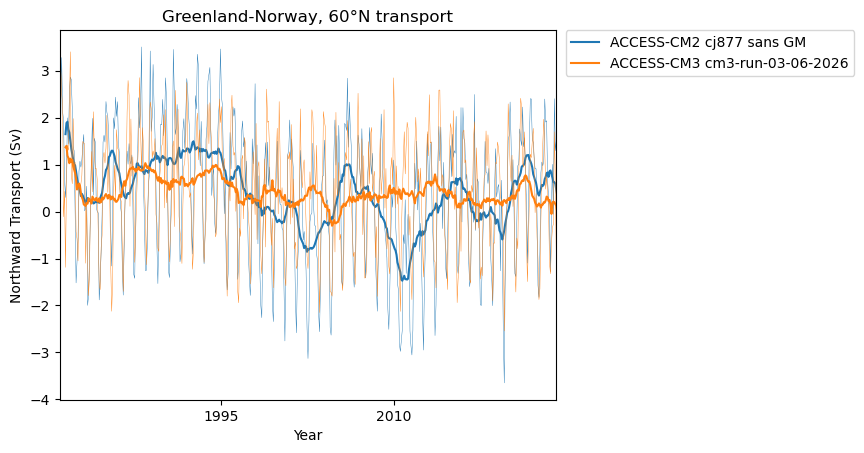 Greenland-Norway, 60°N transport
ACCESS-CM2 cj877 sans GM
ACCESS-CM3 cm3-run-03-06-2026
Northward Transport (Sv)
3
2
1
0
−1
−2
−3
−4
1995
2010
Year